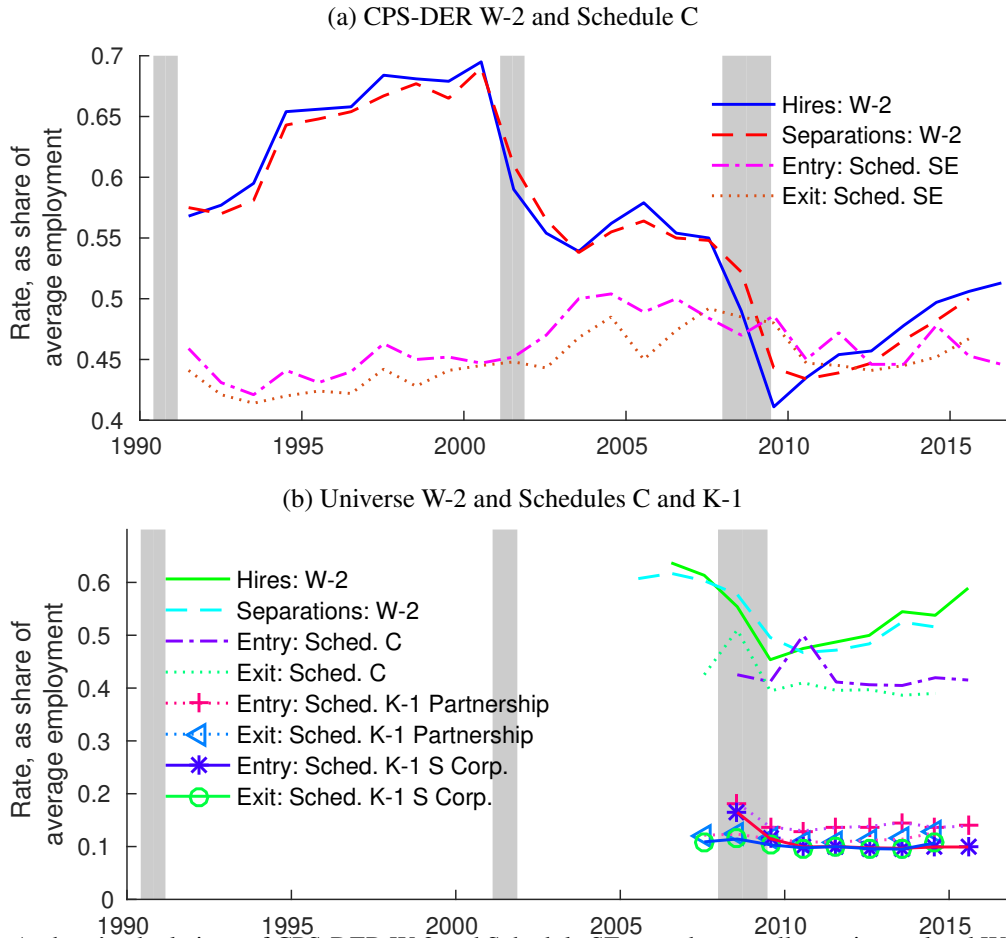 (a) CPS-DER W-2 and Schedule C
Rate, as share of
average employment
0.7
0.65
0.6
0.55
0.5
0.45
0.4
Hires: W-2
Separations: W-2
Entry: Sched. SE
Exit: Sched. SE
1990
1995
2000
2005
2010
2015
(b) Universe W-2 and Schedules C and K-1
Rate, as share of
average employment
0.6
0.5
0.4
0.3
0.2
0.1
0
Hires: W-2
Separations: W-2
Entry: Sched. C
Exit: Sched. C
Entry: Sched. K-1 Partnership
Exit: Sched. K-1 Partnership
Entry: Sched. K-1 S Corp.
Exit: Sched. K-1 S Corp.
1990
1995
2000
2005
2010
2015